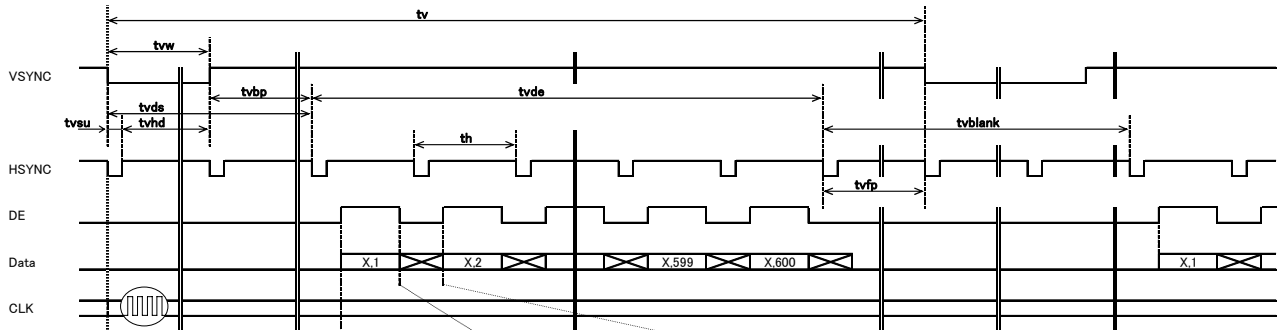 tv
tvw
VSYNC
tvbp
tvde
tvds
tvsu
tvhd
th
tvblank
HSYNC
tvfp
DE
Data
X,1
X,2
X,599
X,600
X,1
CLK